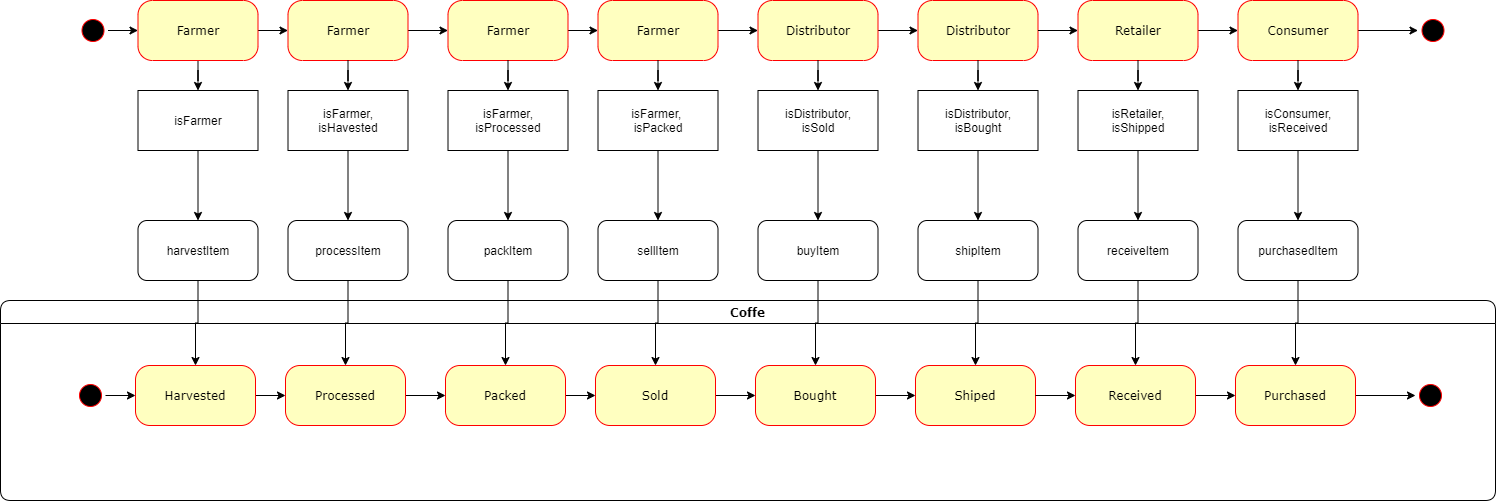 Farmer
Farmer
Farmer
Farmer
Distributor
Distributor
Retailer
Consumer
isFarmer
isFarmer,
isHavested
isFarmer,
isProcessed
isFarmer,
isPacked
isDistributor,
isSold
isDistributor,
isBought
isRetailer,
isShipped
isConsumer,
isReceived
harvestItem
processItem
packItem
sellItem
buyItem
shipItem
receiveItem
purchasedItem
Coffe
Harvested
Processed
Packed
Sold
Bought
Shiped
Received
Purchased